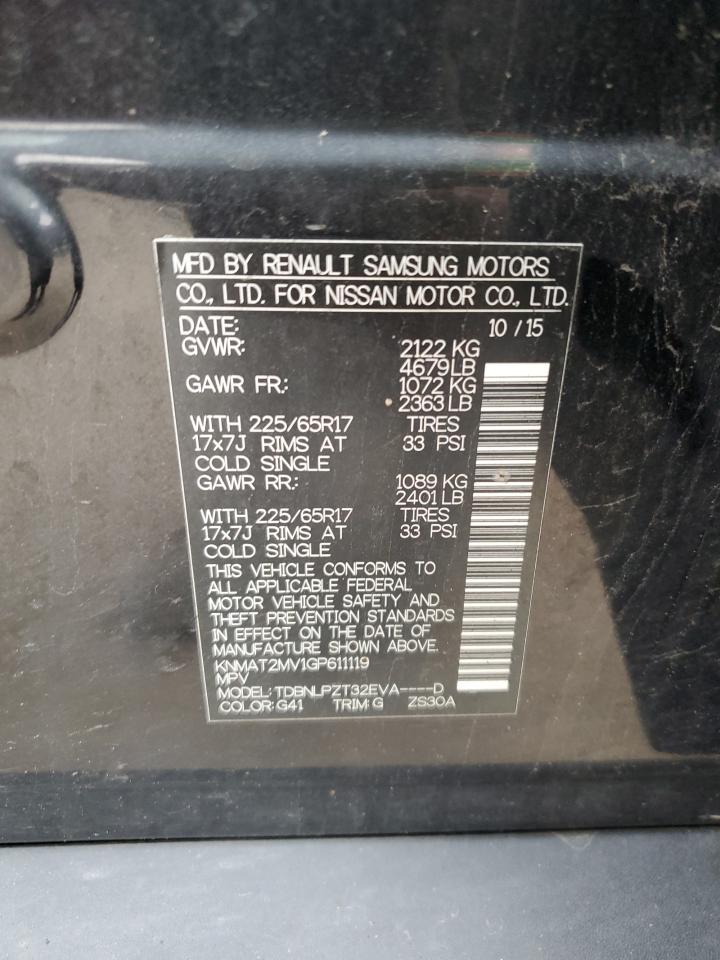 MFD BY RENAULT SAMSUNG MOTORS
CO., LTD. FOR NISSAN MOTOR CO., LTD.
DATE: 10 / 15
GVWR: 2122 KG
4679 LB
GAWR FR.: 1072 KG
2363 LB
WITH 225/65R17 TIRES
17x7J RIMS AT 33 PSI
COLD SINGLE
GAWR RR.: 1089 KG
2401 LB
WITH 225/65R17 TIRES
17x7J RIMS AT 33 PSI
COLD SINGLE
THIS VEHICLE CONFORMS TO
ALL APPLICABLE FEDERAL
MOTOR VEHICLE SAFETY AND
THEFT PREVENTION STANDARDS
IN EFFECT ON THE DATE OF
MANUFACTURE SHOWN ABOVE.
KNMAT2MV1GP611119
MPV
MODEL: TDBNLPZT32EVA----D
COLOR: G41 TRIM: G ZS30A